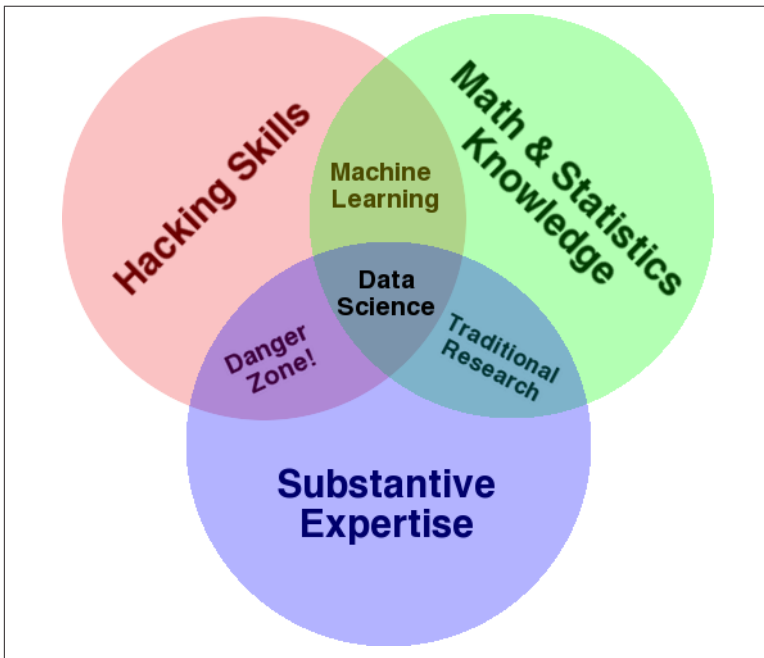 Hacking Skills
Math & Statistics
Knowledge
Machine
Learning
Data
Science
Danger
Zone!
Traditional
Research
Substantive
Expertise